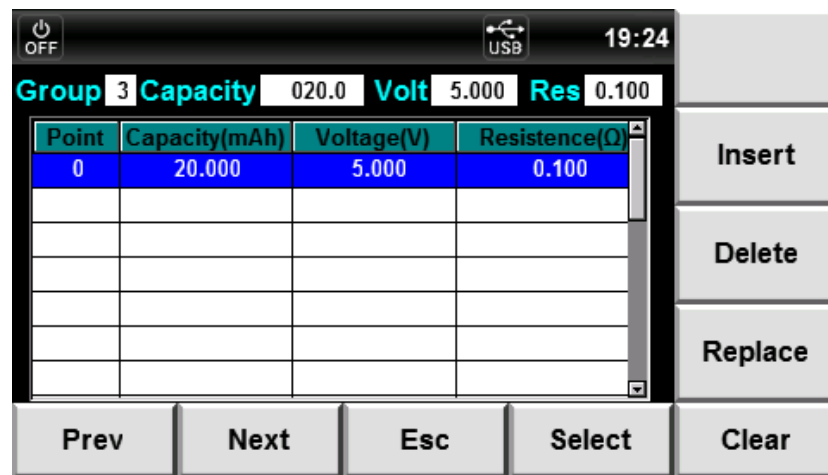 OFF USB 19:24
Group 3 Capacity 020.0 Volt 5.000 Res 0.100
Point Capacity(mAh) Voltage(V) Resistence(Ω)
0 20.000 5.000 0.100
Insert
Delete
Replace
Prev Next Esc Select Clear